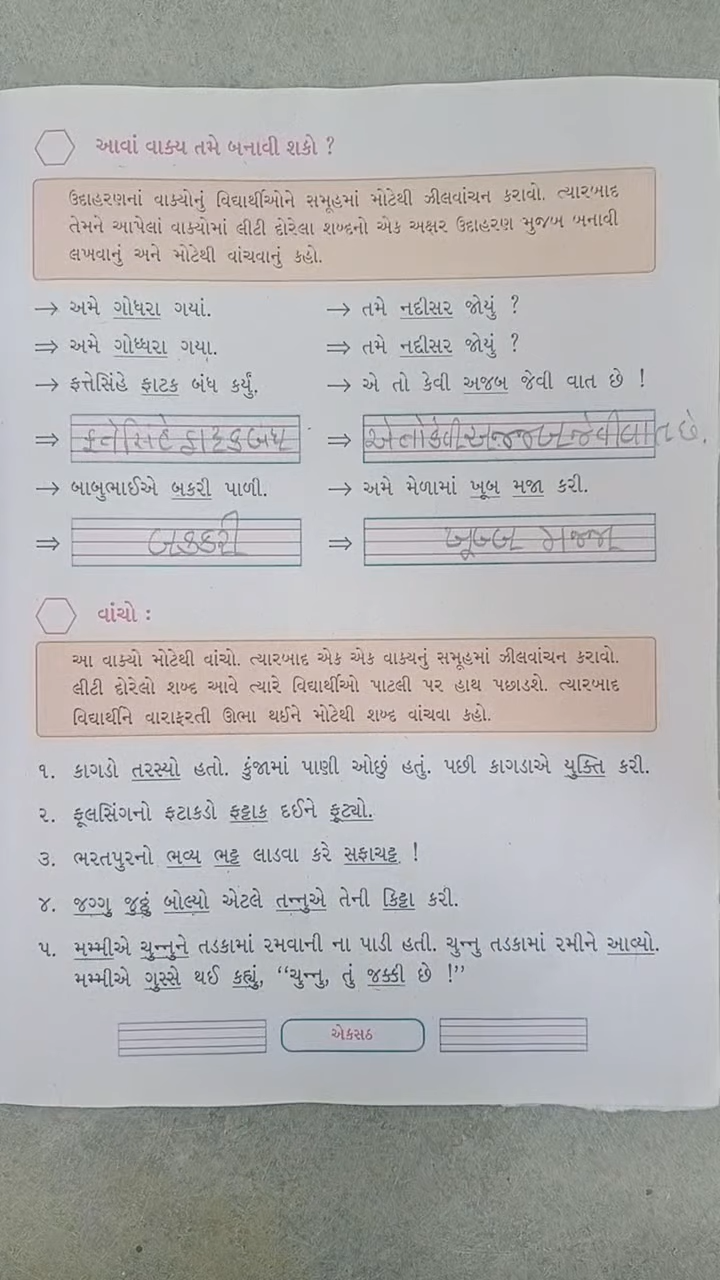 આવાં વાક્ય તમે બનાવી શકો ?
ઉદાહરણનાં વાક્યોનું વિદ્યાર્થીઓને સમૂહમાં મોટેથી ઝીલવાંચન કરાવો. ત્યારબાદ
તેમને આપેલાં વાક્યોમાં લીટી દોરેલા શબ્દનો એક અક્ષર ઉદાહરણ મુજબ બનાવી
લખવાનું અને મોટેથી વાંચવાનું કહો.
→ અમે ગોધરા ગયાં.
→ તમે નદીસર જોયું ?
⇒ અમે ગોધ્ધરા ગયા.
⇒ તમે નદીસર જોયું ?
→ ફત્તેસિંહે ફાટક બંધ કર્યું.
→ એ તો કેવી અજબ જેવી વાત છે !
⇒ ફતેસિંહે ફાટ્ટક બંધ
⇒ એ તો કેવી અજ્જબ જેવી વાત છે.
→ બાબુભાઈએ બકરી પાળી.
→ અમે મેળામાં ખૂબ મજા કરી.
⇒ બક્કરી
⇒ ખૂબ્બ મજ્જા
વાંચો :
આ વાક્યો મોટેથી વાંચો. ત્યારબાદ એક એક વાક્યનું સમૂહમાં ઝીલવાંચન કરાવો.
લીટી દોરેલો શબ્દ આવે ત્યારે વિદ્યાર્થીઓ પાટલી પર હાથ પછાડશે. ત્યારબાદ
વિદ્યાર્થીને વારાફરતી ઊભા થઈને મોટેથી શબ્દ વાંચવા કહો.
૧. કાગડો તરસ્યો હતો. કુંજામાં પાણી ઓછું હતું. પછી કાગડાએ યુક્તિ કરી.
૨. ફૂલસિંગનો ફટાકડો ફટ્ટાક દઈને ફૂટ્યો.
૩. ભરતપુરનો ભવ્ય ભટ્ટ લાડવા કરે સફાચટ્ટ !
૪. જગ્ગુ જુઠ્ઠું બોલ્યો એટલે તન્નુએ તેની કિટ્ટા કરી.
૫. મમ્મીએ ચુન્નુને તડકામાં રમવાની ના પાડી હતી. ચુન્નુ તડકામાં રમીને આવ્યો.
મમ્મીએ ગુસ્સે થઈ કહ્યું, “ચુન્નુ, તું જક્કી છે !”
એકસઠ